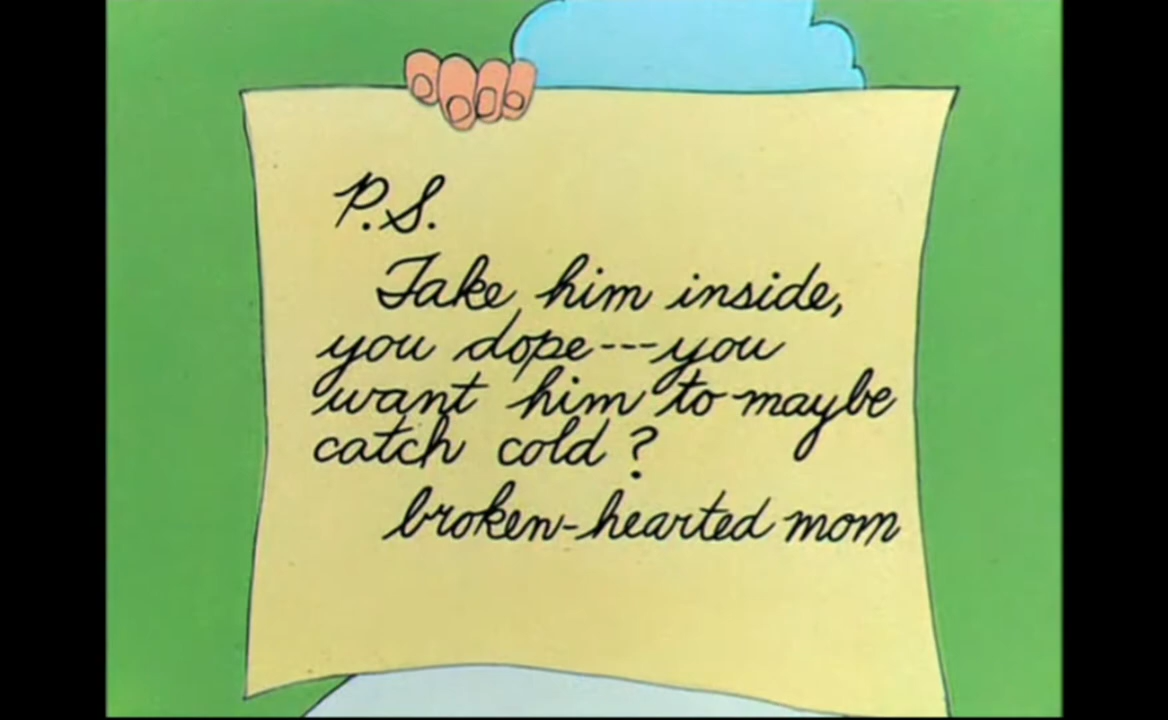 P.S.
Take him inside,
you dope---you
want him to maybe
catch cold?
broken-hearted mom